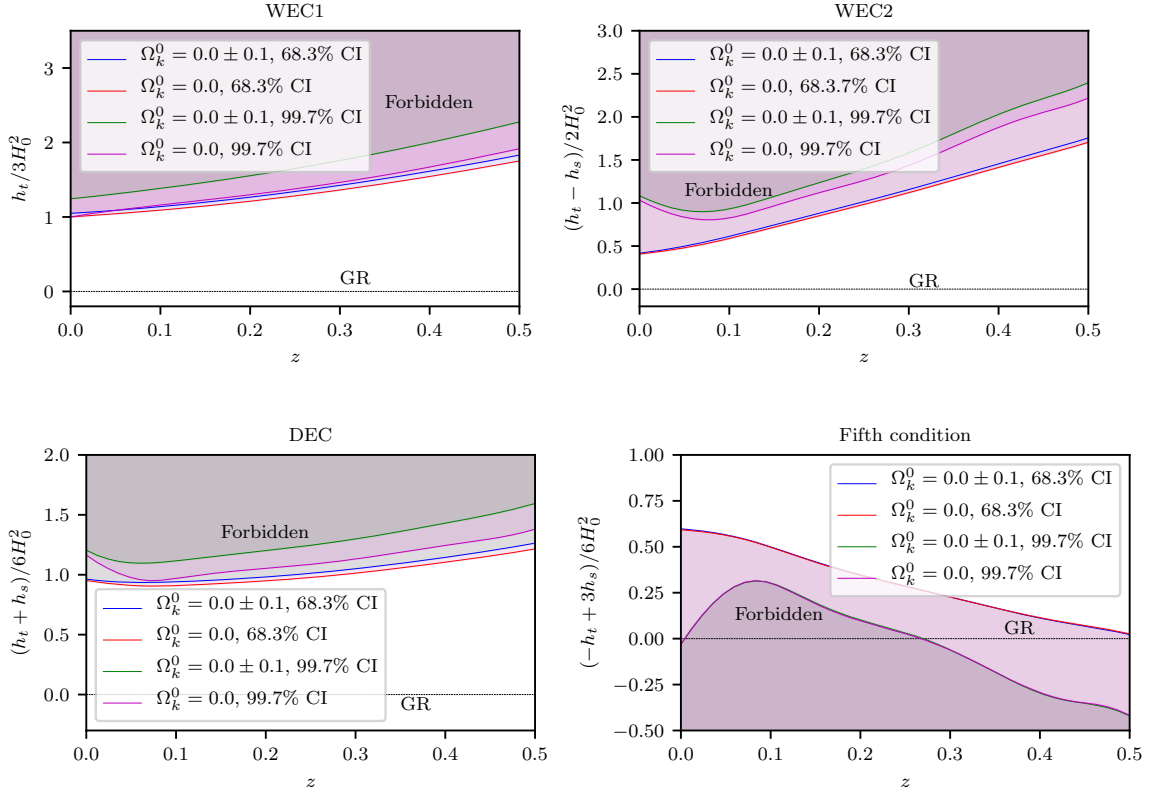 WEC1
h_t/3H_0^2
3
2
1
0
Ω_k^0 = 0.0 ± 0.1, 68.3% CI
Ω_k^0 = 0.0, 68.3% CI
Ω_k^0 = 0.0 ± 0.1, 99.7% CI
Ω_k^0 = 0.0, 99.7% CI
Forbidden
GR
0.0 0.1 0.2 0.3 0.4 0.5
z
WEC2
(h_t − h_s)/2H_0^2
3.0
2.5
2.0
1.5
1.0
0.5
0.0
Ω_k^0 = 0.0 ± 0.1, 68.3% CI
Ω_k^0 = 0.0, 68.3.7% CI
Ω_k^0 = 0.0 ± 0.1, 99.7% CI
Ω_k^0 = 0.0, 99.7% CI
Forbidden
GR
0.0 0.1 0.2 0.3 0.4 0.5
z
DEC
(h_t + h_s)/6H_0^2
2.0
1.5
1.0
0.5
0.0
Forbidden
Ω_k^0 = 0.0 ± 0.1, 68.3% CI
Ω_k^0 = 0.0, 68.3% CI
Ω_k^0 = 0.0 ± 0.1, 99.7% CI
Ω_k^0 = 0.0, 99.7% CI
GR
0.0 0.1 0.2 0.3 0.4 0.5
z
Fifth condition
(−h_t + 3h_s)/6H_0^2
1.00
0.75
0.50
0.25
0.00
−0.25
−0.50
Ω_k^0 = 0.0 ± 0.1, 68.3% CI
Ω_k^0 = 0.0, 68.3% CI
Ω_k^0 = 0.0 ± 0.1, 99.7% CI
Ω_k^0 = 0.0, 99.7% CI
Forbidden
GR
0.0 0.1 0.2 0.3 0.4 0.5
z